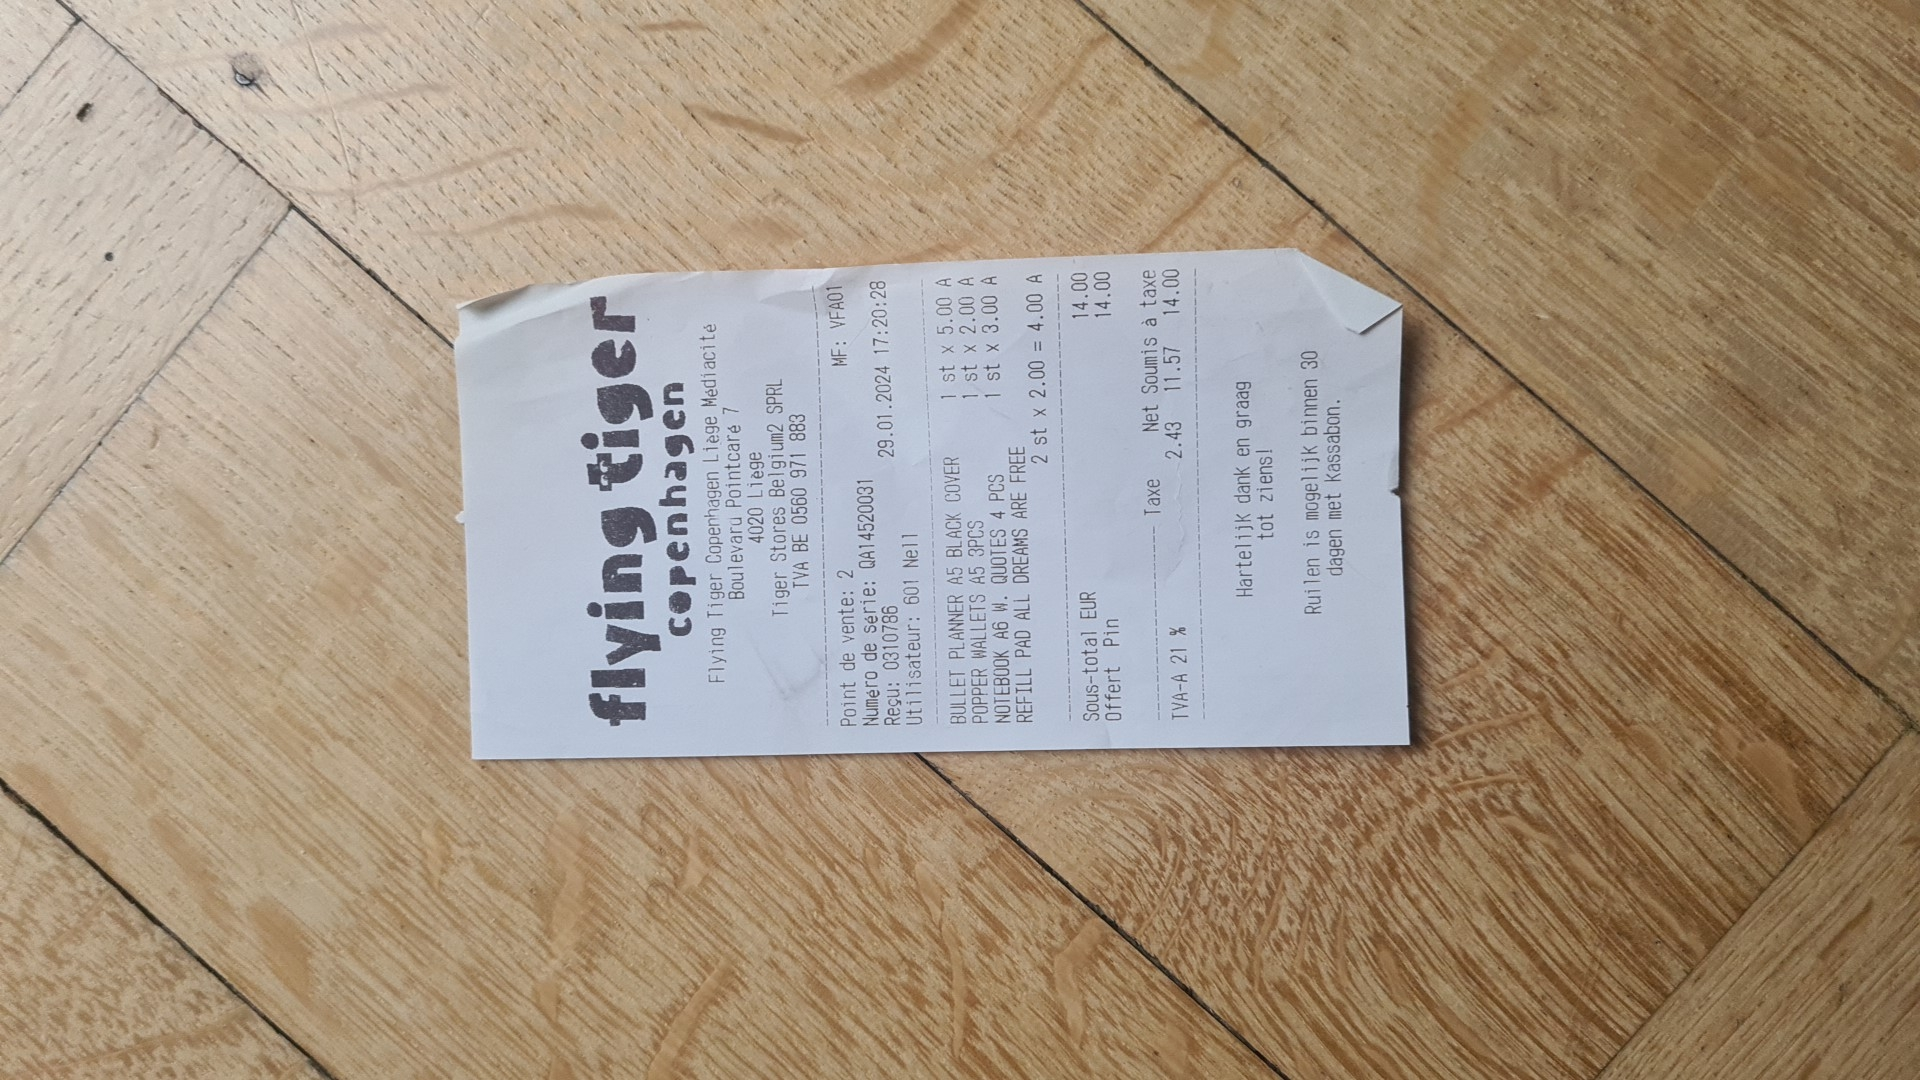 flying tiger
copenhagen
Flying Tiger Copenhagen Liège Médiacité
Boulevaru Pointcaré 7
4020 Liège
Tiger Stores Belgium2 SPRL
TVA BE 0560 971 883
Point de vente: 2 MF: VFA01
Numéro de série: QA14520031
Reçu: 0310786 29.01.2024 17:20:28
Utilisateur: 601 Nell
BULLET PLANNER A5 BLACK COVER 1 st x 5.00 A
POPPER WALLETS A5 3PCS 1 st x 2.00 A
NOTEBOOK A6 W. QUOTES 4 PCS 1 st x 3.00 A
REFILL PAD ALL DREAMS ARE FREE
2 st x 2.00 = 4.00 A
Sous-total EUR 14.00
Offert Pin 14.00
Taxe Net Soumis à taxe
TVA-A 21 % 2.43 11.57 14.00
Hartelijk dank en graag
tot ziens!
Ruilen is mogelijk binnen 30
dagen met kassabon.